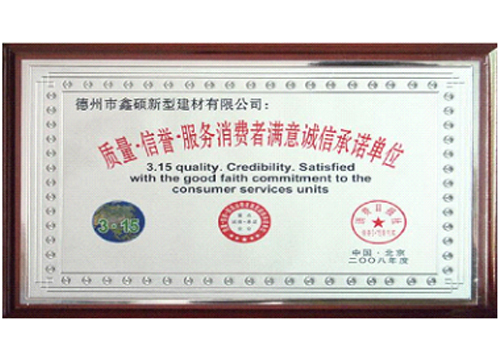 德州市鑫硕新型建材有限公司：
质量·信誉·服务消费者满意诚信承诺单位
3.15 quality. Credibility. Satisfied
with the good faith commitment to the
consumer services units
3·15
中国·北京
二〇〇八年度